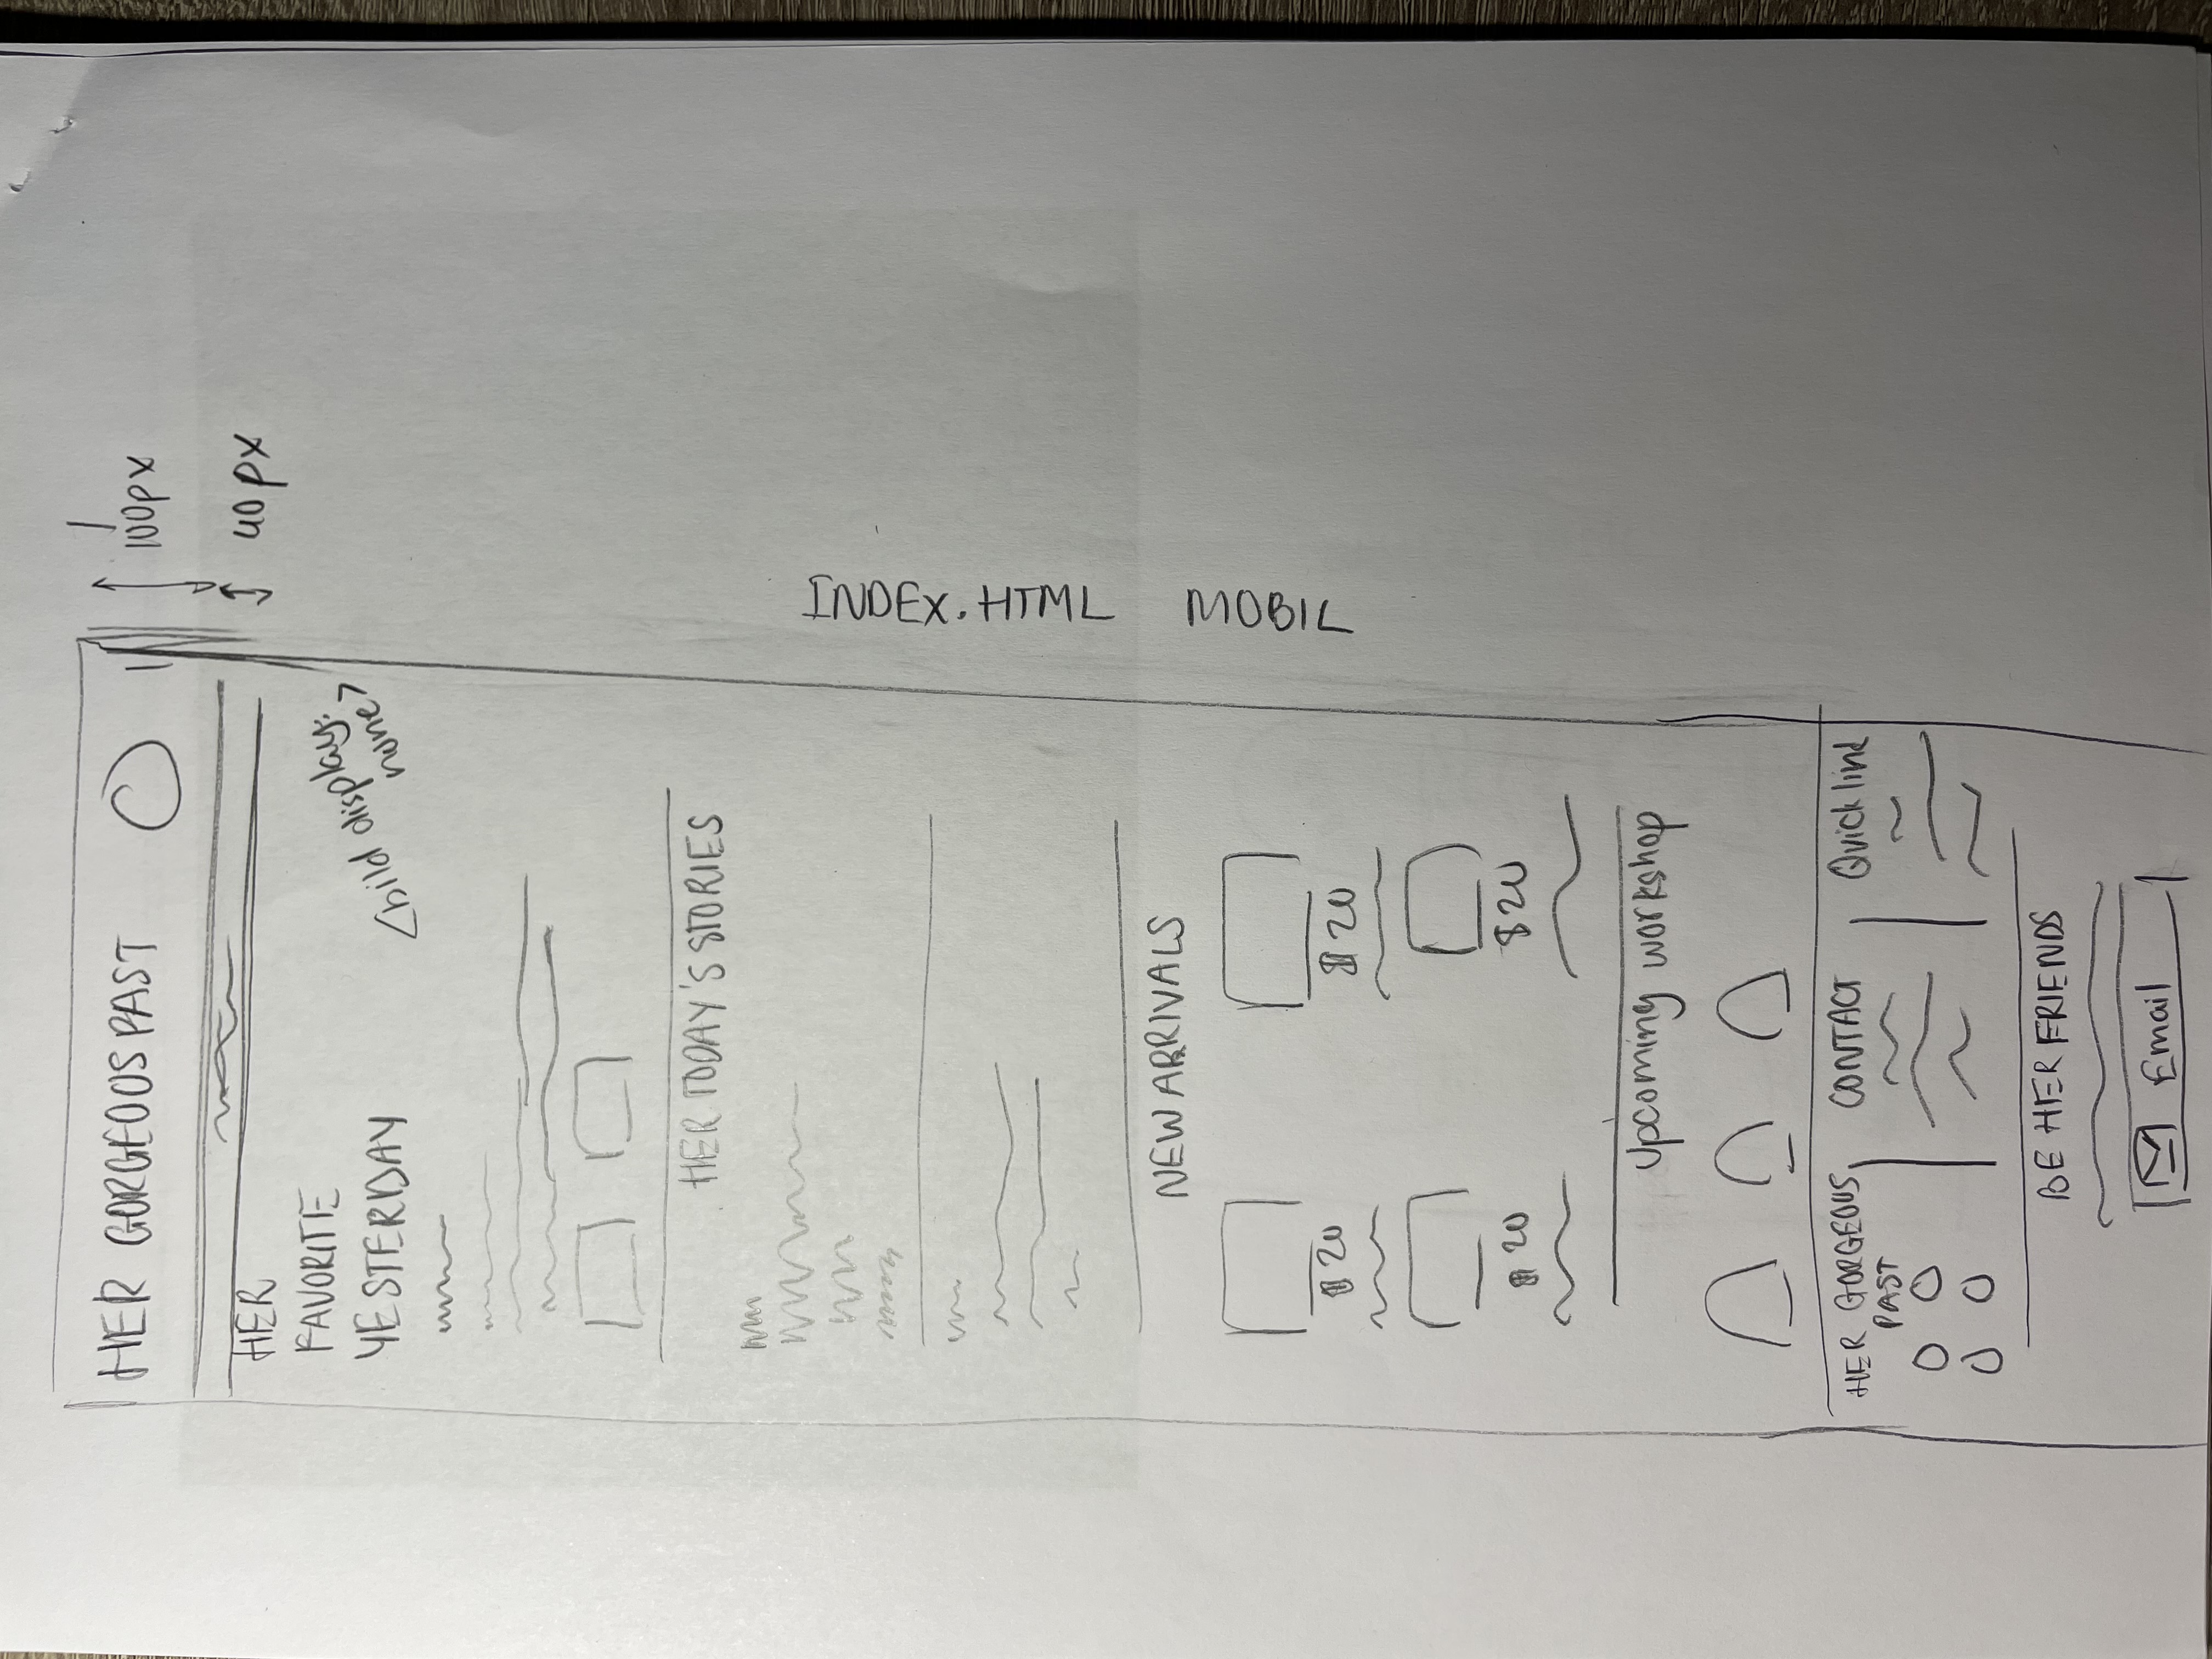 HER GORGEOUS PAST
100px
40px
HER
FAVORITE
YESTERDAY
<bild display:
none>
HER TODAY'S STORIES
INDEX.HTML MOBIL
NEW ARRIVALS
$20 $20
$20 $20
Upcoming workshop
HER GORGEOUS
PAST
CONTACT
Quick link
BE HER FRIENDS
Email